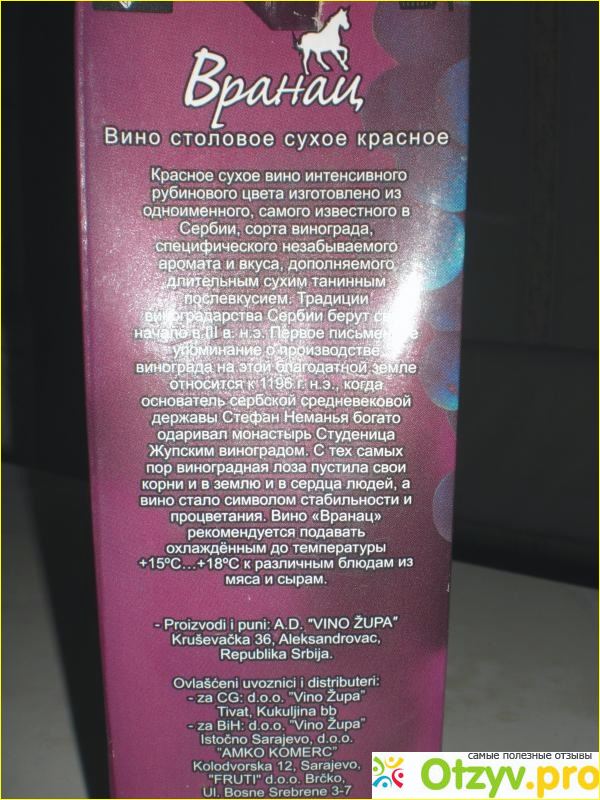 Вранац
Вино столовое сухое красное
Красное сухое вино интенсивного
рубинового цвета изготовлено из
одноименного, самого известного в
Сербии, сорта винограда,
специфического незабываемого
аромата и вкуса, дополняемого
длительным сухим танинным
послевкусием. Традиции
виноградарства Сербии берут
начало в III в. н.э. Первое
упоминание о производстве
винограда на этой благодатной земле
относится к 1196 г. н.э., когда
основатель сербской средневековой
державы Стефан Неманья богато
одаривал монастырь Студеница
Жупским виноградом. С тех самых
пор виноградная лоза пустила свои
корни и в землю и в сердца людей, а
вино стало символом стабильности и
процветания. Вино «Вранац»
рекомендуется подавать
охлаждённым до температуры
+15ºС...+18ºС к различным блюдам из
мяса и сырам.
- Proizvodi i puni: A.D. "VINO ŽUPA"
Kruševačka 36, Aleksandrovac,
Republika Srbija.
Ovlašćeni uvoznici i distributeri:
- za CG: d.o.o. "Vino Župa"
Tivat, Kukuljina bb
- za BiH: d.o.o. "Vino Župa"
Istočno Sarajevo, d.o.o.
"AMKO KOMERC"
Kolodvorska 12, Sarajevo,
"FRUTI" d.o.o. Brčko,
Ul. Bosne Srebrene 3-7
самые полезные отзывы
Otzyv.pro